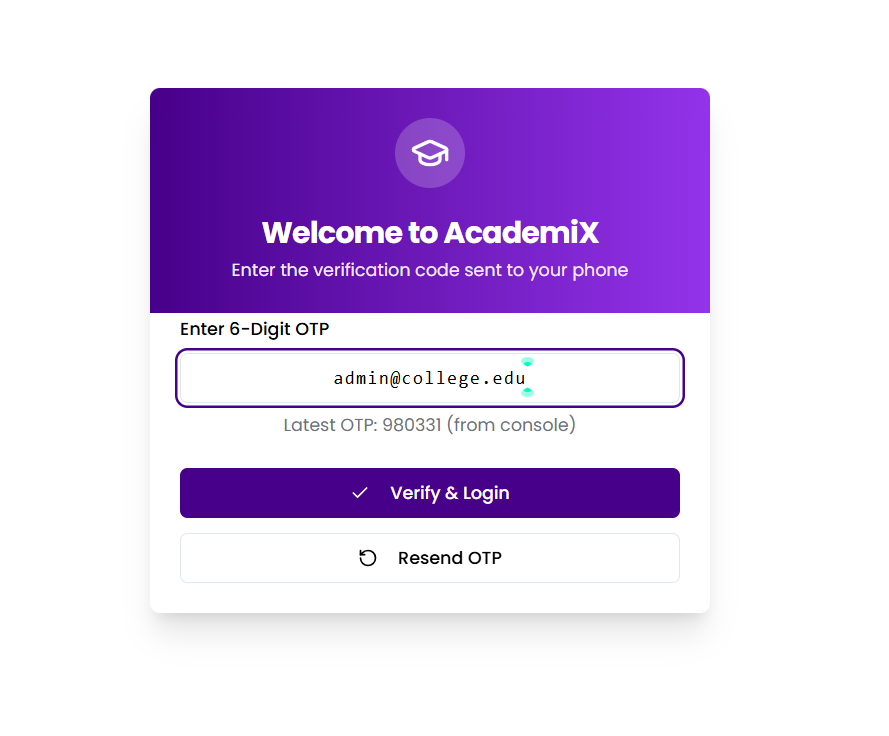 Welcome to AcademiX
Enter the verification code sent to your phone
Enter 6-Digit OTP
admin@college.edu
Latest OTP: 980331 (from console)
Verify & Login
Resend OTP